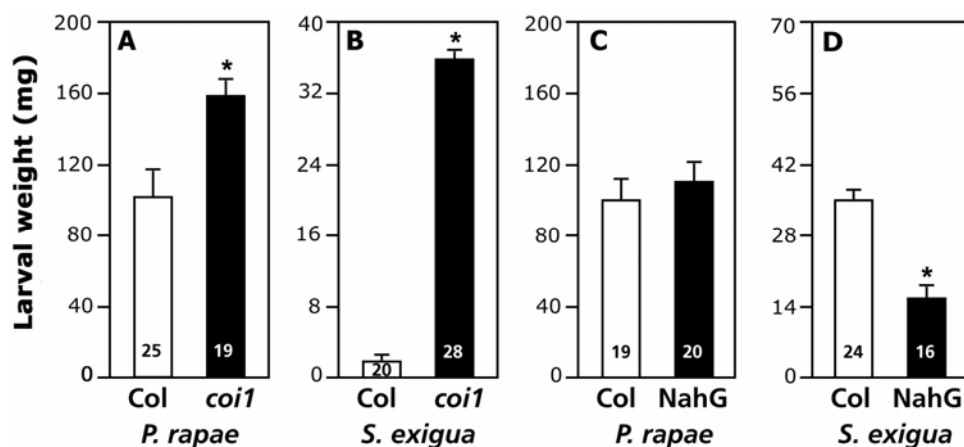 Larval weight (mg)
A
200
160
120
80
40
0
*
25
19
Col
coi1
P. rapae
B
40
32
24
16
8
0
*
20
28
Col
coi1
S. exigua
C
200
160
120
80
40
0
19
20
Col
NahG
P. rapae
D
70
56
42
28
14
0
*
24
16
Col
NahG
S. exigua